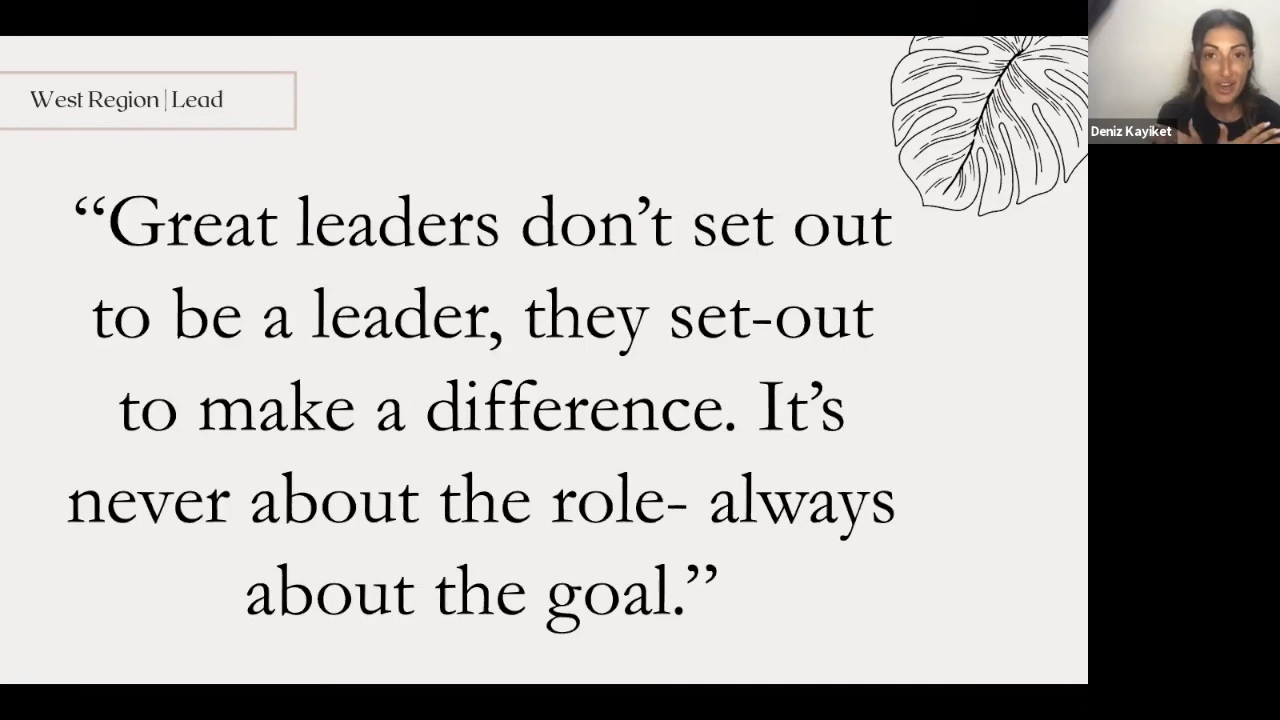 West Region | Lead
“Great leaders don’t set out
to be a leader, they set-out
to make a difference. It’s
never about the role- always
about the goal.”
Deniz Kayiket